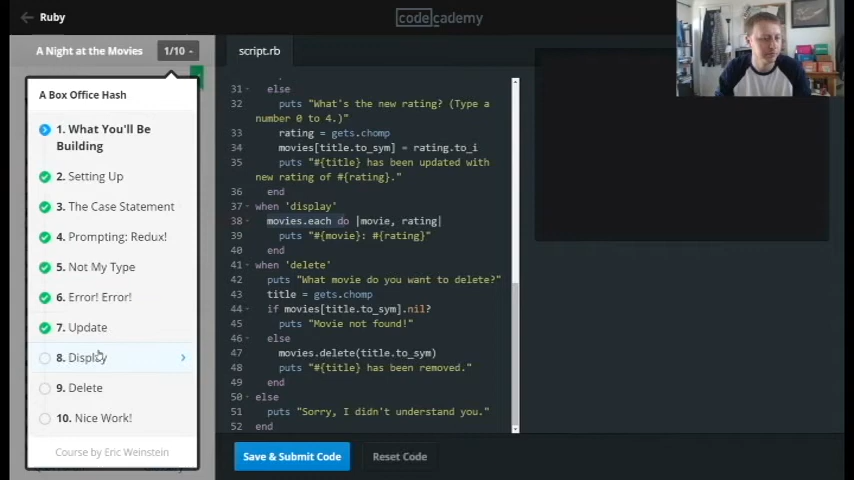 Ruby
codecademy
A Night at the Movies
1/10
script.rb
A Box Office Hash
1. What You'll Be
Building
2. Setting Up
3. The Case Statement
4. Prompting: Redux!
5. Not My Type
6. Error! Error!
7. Update
8. Display
9. Delete
10. Nice Work!
Course by Eric Weinstein
31 else
32 puts "What's the new rating? (Type a
number 0 to 4.)"
33 rating = gets.chomp
34 movies[title.to_sym] = rating.to_i
35 puts "#{title} has been updated with
new rating of #{rating}."
36 end
37 when 'display'
38 movies.each do |movie, rating|
39 puts "#{movie}: #{rating}"
40 end
41 when 'delete'
42 puts "What movie do you want to delete?"
43 title = gets.chomp
44 if movies[title.to_sym].nil?
45 puts "Movie not found!"
46 else
47 movies.delete(title.to_sym)
48 puts "#{title} has been removed."
49 end
50 else
51 puts "Sorry, I didn't understand you."
52 end
Save & Submit Code
Reset Code